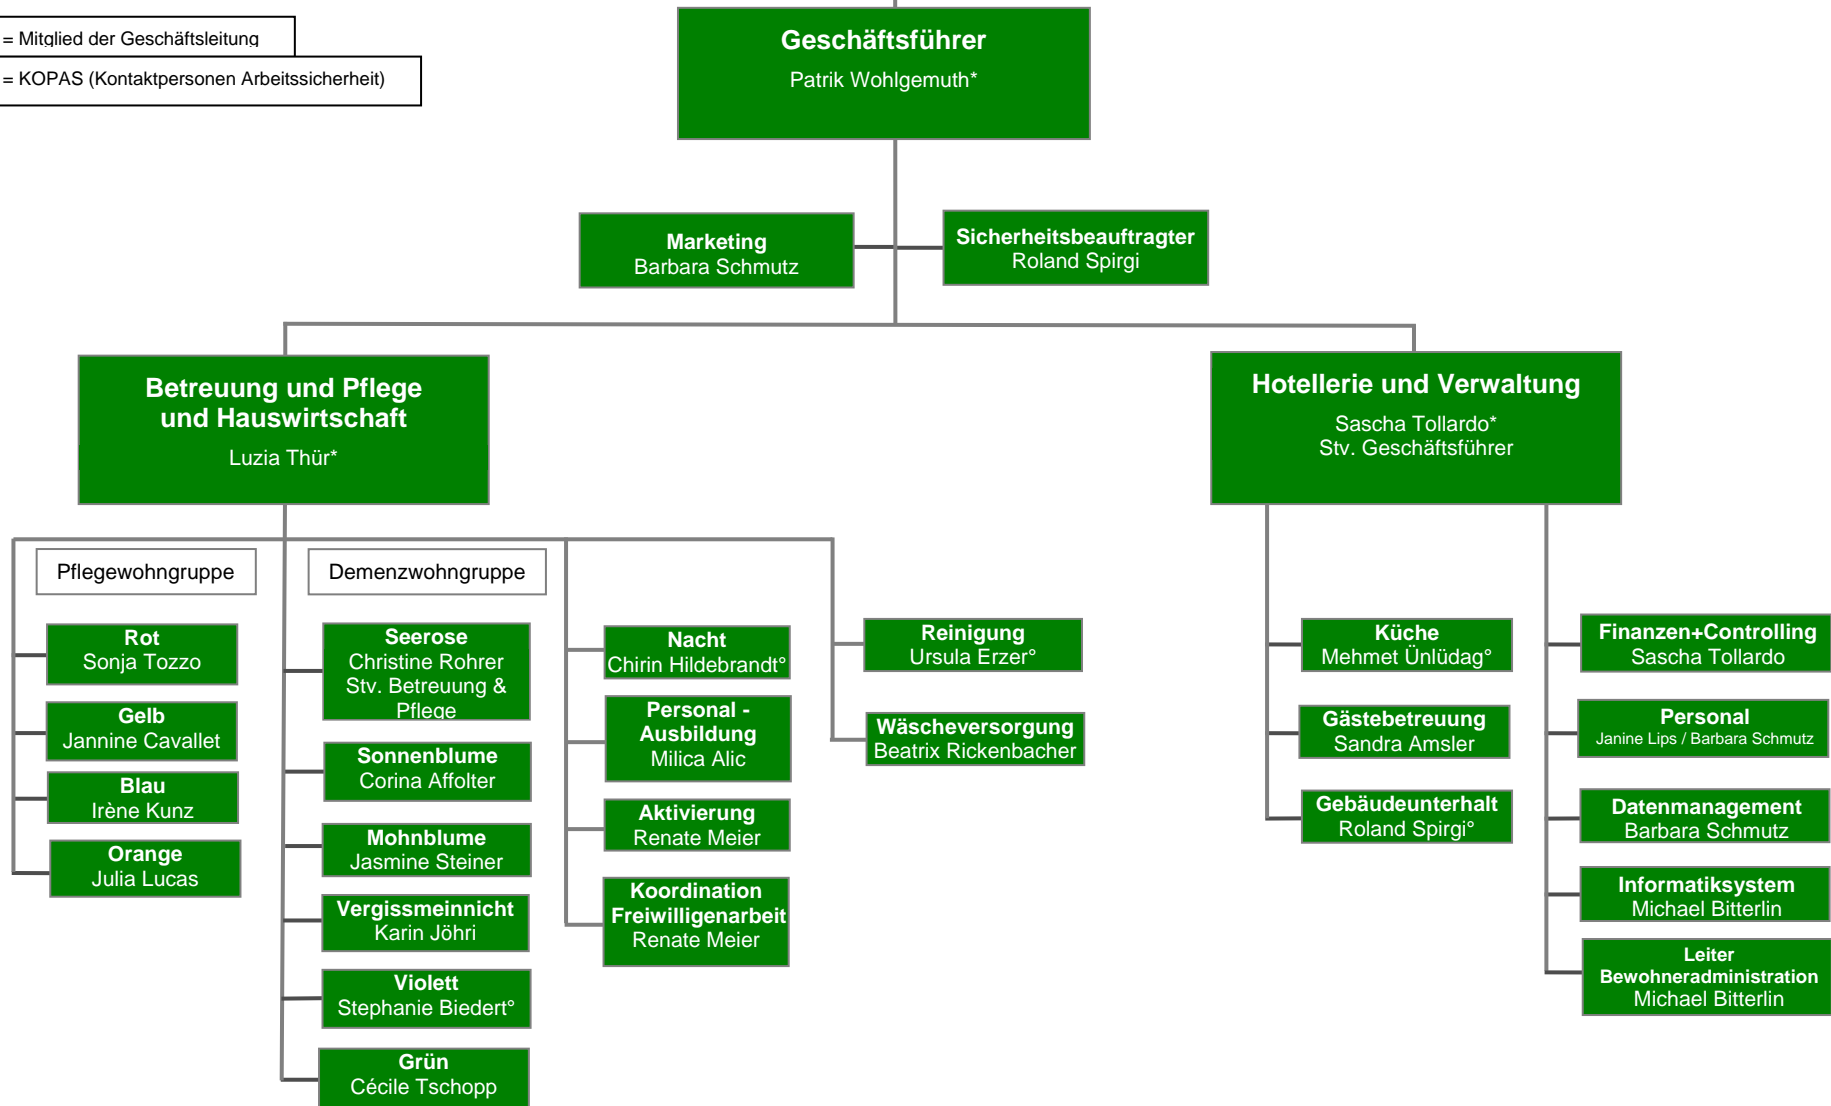 = Mitglied der Geschäftsleitung
= KOPAS (Kontaktpersonen Arbeitssicherheit)
Geschäftsführer
Patrik Wohlgemuth*
Marketing
Barbara Schmutz
Sicherheitsbeauftragter
Roland Spirgi
Betreuung und Pflege
und Hauswirtschaft
Luzia Thür*
Hotellerie und Verwaltung
Sascha Tollardo*
Stv. Geschäftsführer
Pflegewohngruppe
Rot
Sonja Tozzo
Gelb
Jannine Cavallet
Blau
Irène Kunz
Orange
Julia Lucas
Demenzwohngruppe
Seerose
Christine Rohrer
Stv. Betreuung &
Pflege
Sonnenblume
Corina Affolter
Mohnblume
Jasmine Steiner
Vergissmeinnicht
Karin Jöhri
Violett
Stephanie Biedert°
Grün
Cécile Tschopp
Nacht
Chirin Hildebrandt°
Personal -
Ausbildung
Milica Alic
Aktivierung
Renate Meier
Koordination
Freiwilligenarbeit
Renate Meier
Reinigung
Ursula Erzer°
Wäscheversorgung
Beatrix Rickenbacher
Küche
Mehmet Ünlüdag°
Gästebetreuung
Sandra Amsler
Gebäudeunterhalt
Roland Spirgi°
Finanzen+Controlling
Sascha Tollardo
Personal
Janine Lips / Barbara Schmutz
Datenmanagement
Barbara Schmutz
Informatiksystem
Michael Bitterlin
Leiter
Bewohneradministration
Michael Bitterlin